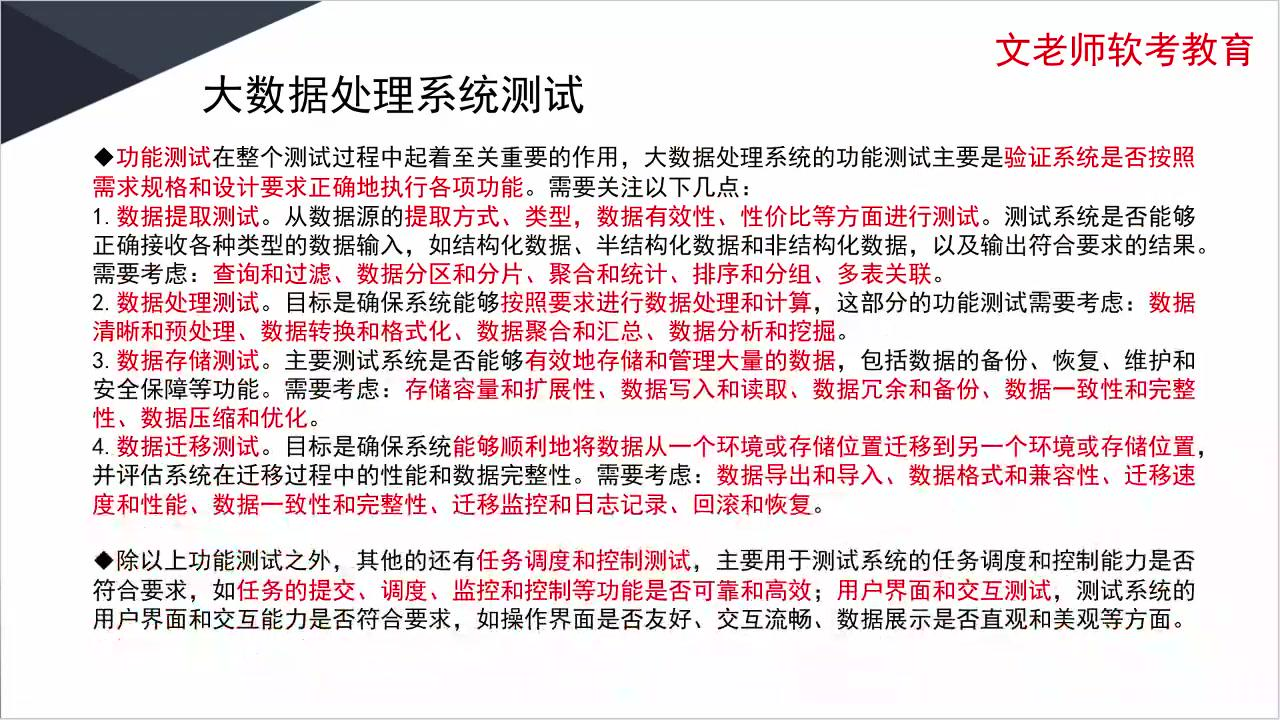 文老师软考教育
大数据处理系统测试
◆功能测试在整个测试过程中起着至关重要的作用，大数据处理系统的功能测试主要是验证系统是否按照
需求规格和设计要求正确地执行各项功能。需要关注以下几点：
1. 数据提取测试。从数据源的提取方式、类型，数据有效性、性价比等方面进行测试。测试系统是否能够
正确接收各种类型的数据输入，如结构化数据、半结构化数据和非结构化数据，以及输出符合要求的结果。
需要考虑：查询和过滤、数据分区和分片、聚合和统计、排序和分组、多表关联。
2. 数据处理测试。目标是确保系统能够按照要求进行数据处理和计算，这部分的功能测试需要考虑：数据
清晰和预处理、数据转换和格式化、数据聚合和汇总、数据分析和挖掘。
3. 数据存储测试。主要测试系统是否能够有效地存储和管理大量的数据，包括数据的备份、恢复、维护和
安全保障等功能。需要考虑：存储容量和扩展性、数据写入和读取、数据冗余和备份、数据一致性和完整
性、数据压缩和优化。
4. 数据迁移测试。目标是确保系统能够顺利地将数据从一个环境或存储位置迁移到另一个环境或存储位置，
并评估系统在迁移过程中的性能和数据完整性。需要考虑：数据导出和导入、数据格式和兼容性、迁移速
度和性能、数据一致性和完整性、迁移监控和日志记录、回滚和恢复。
◆除以上功能测试之外，其他的还有任务调度和控制测试，主要用于测试系统的任务调度和控制能力是否
符合要求，如任务的提交、调度、监控和控制等功能是否可靠和高效；用户界面和交互测试，测试系统的
用户界面和交互能力是否符合要求，如操作界面是否友好、交互流畅、数据展示是否直观和美观等方面。